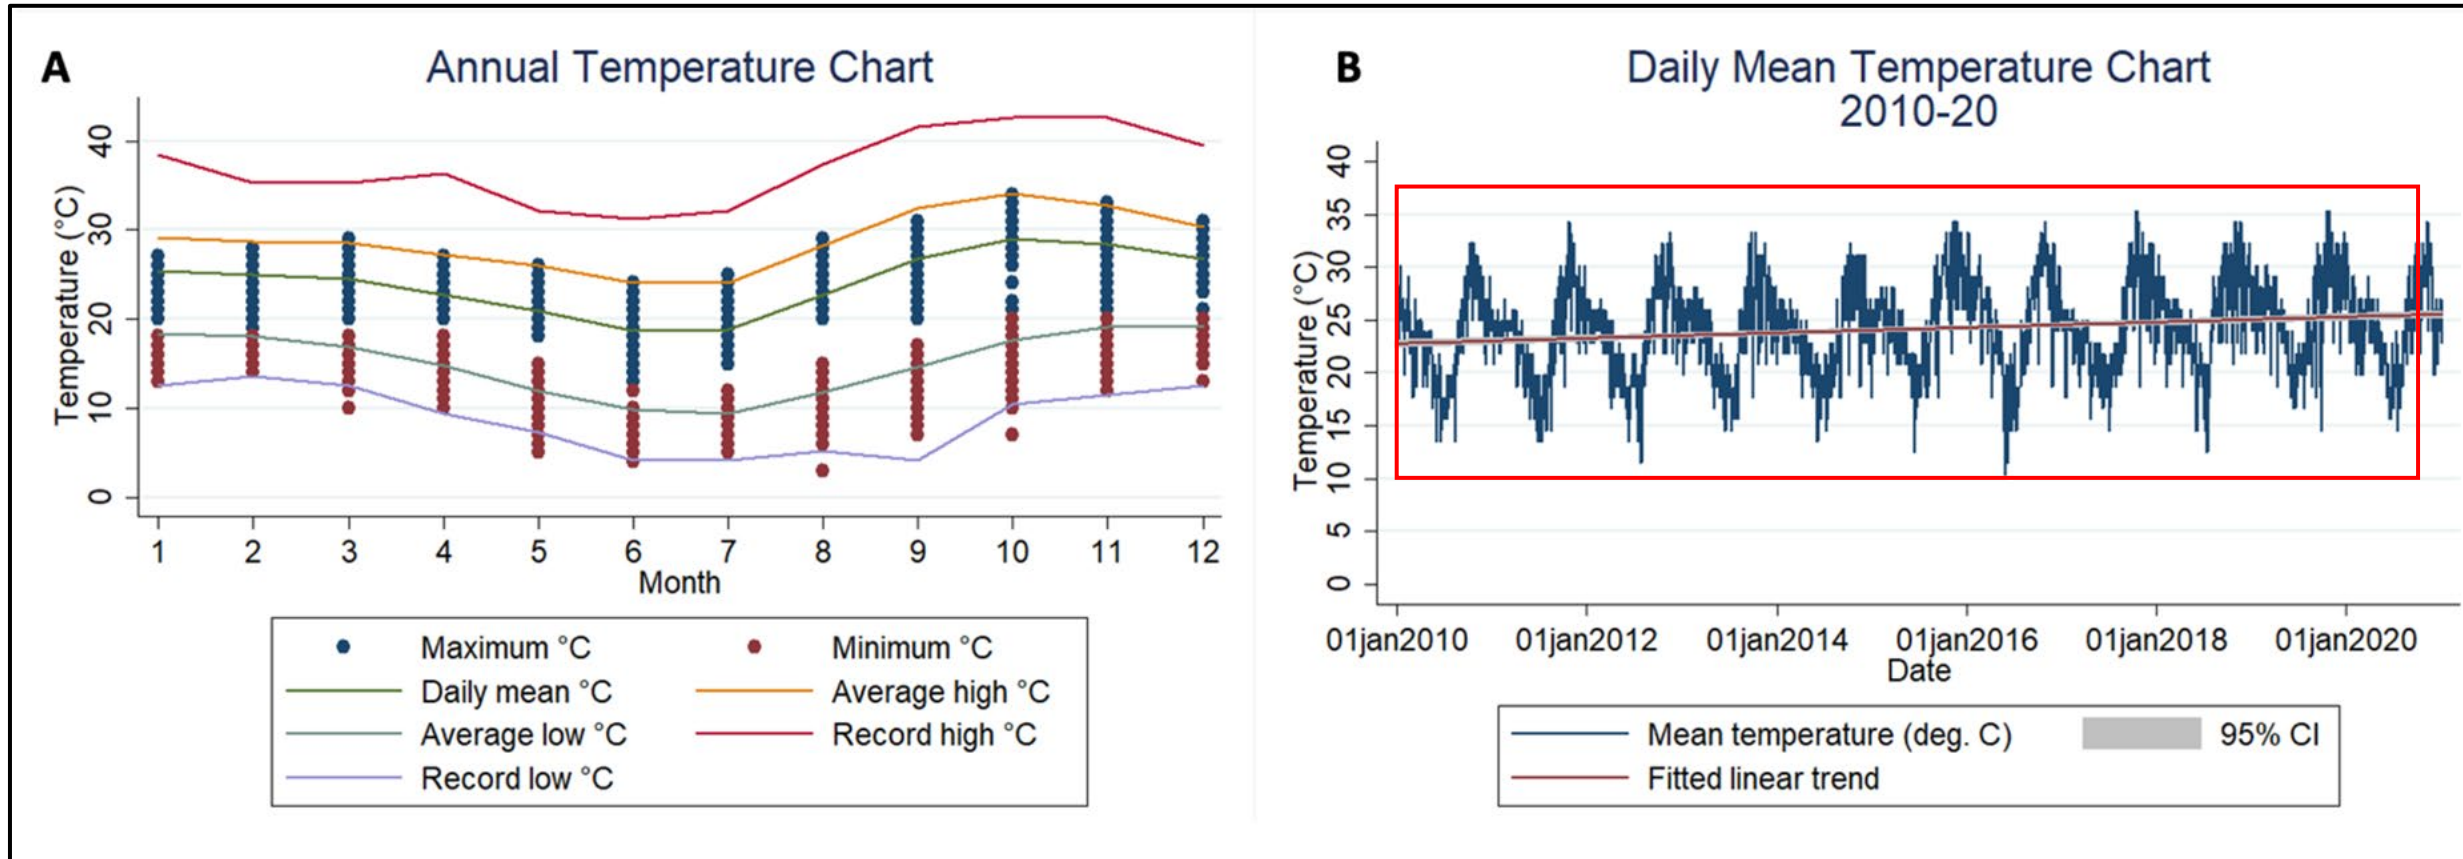 A
Annual Temperature Chart
Temperature (°C)
40
30
20
10
0
1 2 3 4 5 6 7 8 9 10 11 12
Month
Maximum °C
Minimum °C
Daily mean °C
Average high °C
Average low °C
Record high °C
Record low °C
B
Daily Mean Temperature Chart
2010-20
Temperature (°C)
40
35
30
25
20
15
10
5
0
01jan2010 01jan2012 01jan2014 01jan2016 01jan2018 01jan2020
Date
Mean temperature (deg. C)
95% CI
Fitted linear trend